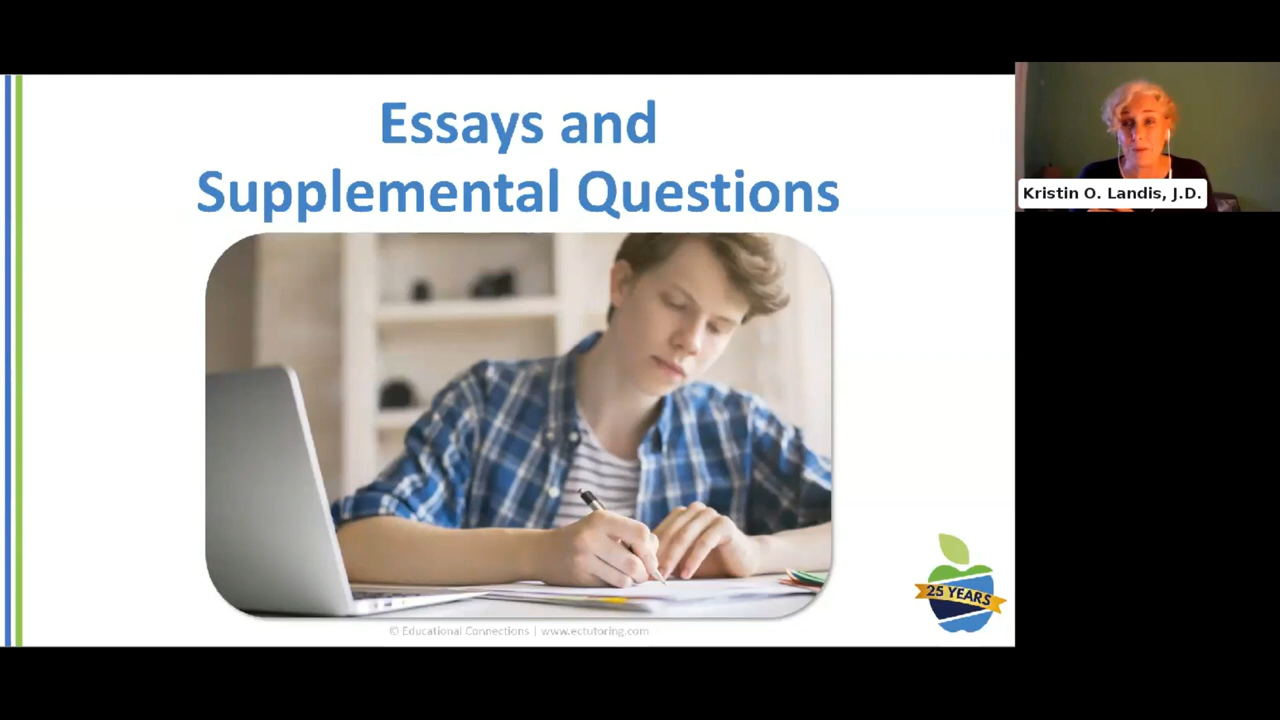 Essays and
Supplemental Questions
Kristin O. Landis, J.D.
25 YEARS
© Educational Connections | www.ectutoring.com